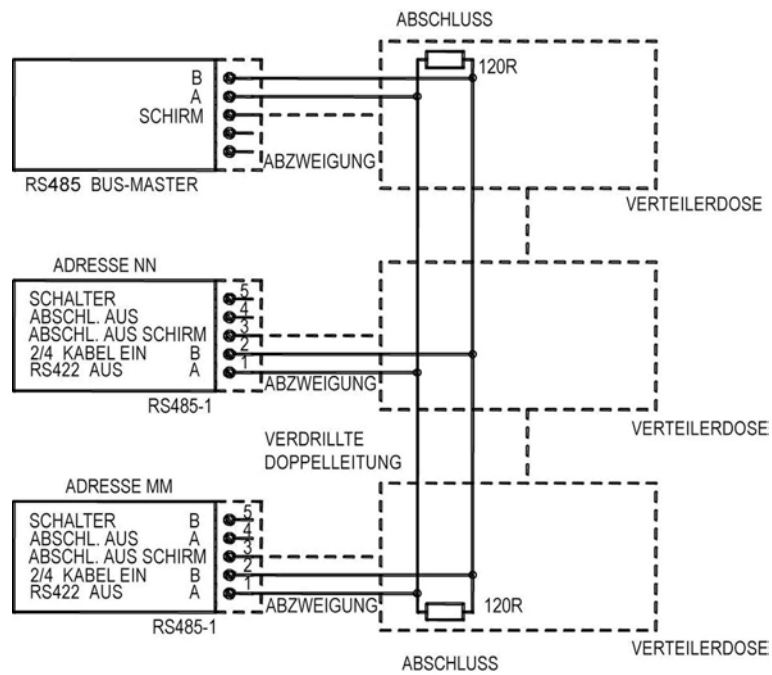 ABSCHLUSS
120R
B
A
SCHIRM
ABZWEIGUNG
RS485 BUS-MASTER
VERTEILERDOSE
ADRESSE NN
SCHALTER 5
ABSCHL. AUS 4
ABSCHL. AUS SCHIRM 3
2/4 KABEL EIN B 2
RS422 AUS A 1
ABZWEIGUNG
RS485-1
VERTEILERDOSE
VERDRILLTE
DOPPELLEITUNG
ADRESSE MM
SCHALTER B 5
ABSCHL. AUS A 4
ABSCHL. AUS SCHIRM 3
2/4 KABEL EIN B 2
RS422 AUS A 1
ABZWEIGUNG
120R
RS485-1
VERTEILERDOSE
ABSCHLUSS